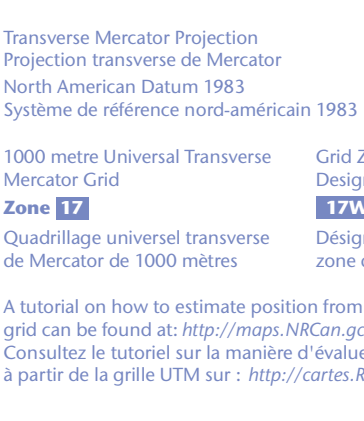 Transverse Mercator Projection
Projection transverse de Mercator
North American Datum 1983
Système de référence nord-américain 1983
1000 metre Universal Transverse
Mercator Grid
Zone 17
Quadrillage universel transverse
de Mercator de 1000 mètres
Grid
17W
zone
A tutorial on how to estimate position from
grid can be found at: http://maps.NRCan.gc
Consultez le tutoriel sur la manière d'évalue
à partir de la grille UTM sur : http://cartes.R